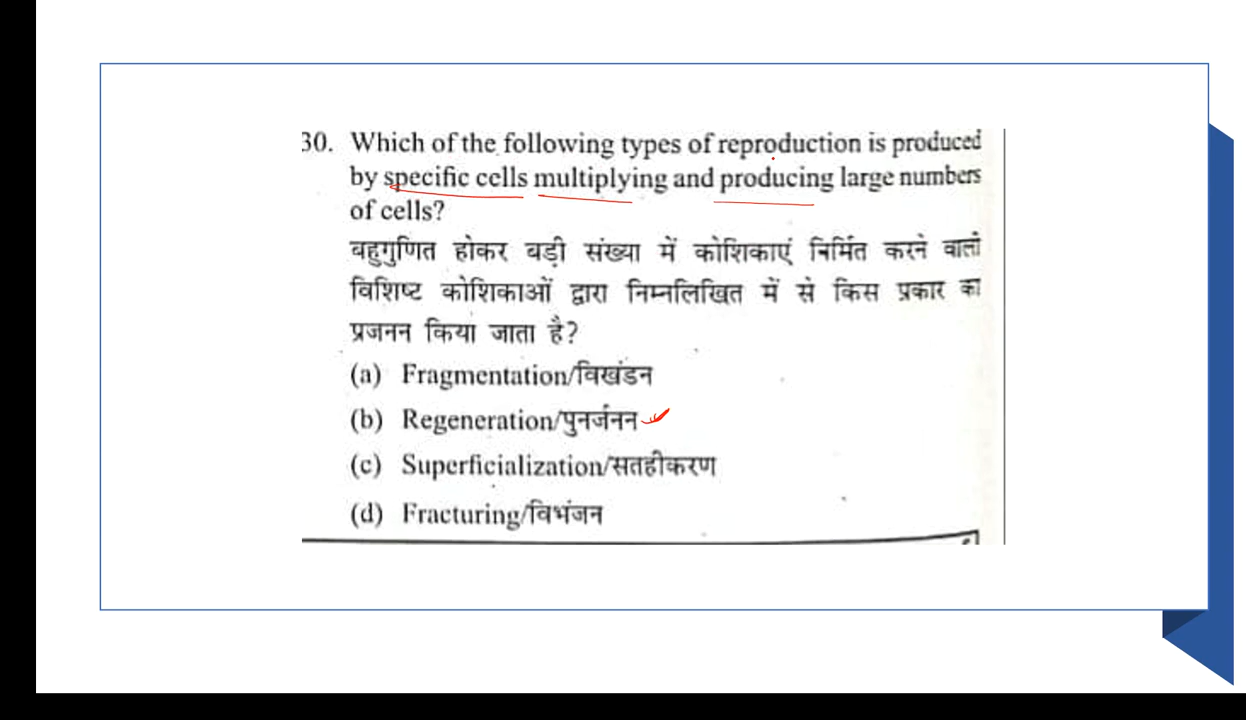 30. Which of the following types of reproduction is produced
by specific cells multiplying and producing large numbers
of cells?
बहुगुणित होकर बड़ी संख्या में कोशिकाएं निर्मित करने वाली
विशिष्ट कोशिकाओं द्वारा निम्नलिखित में से किस प्रकार का
प्रजनन किया जाता है?
(a) Fragmentation/विखंडन
(b) Regeneration/पुनर्जनन
(c) Superficialization/सतहीकरण
(d) Fracturing/विभंजन